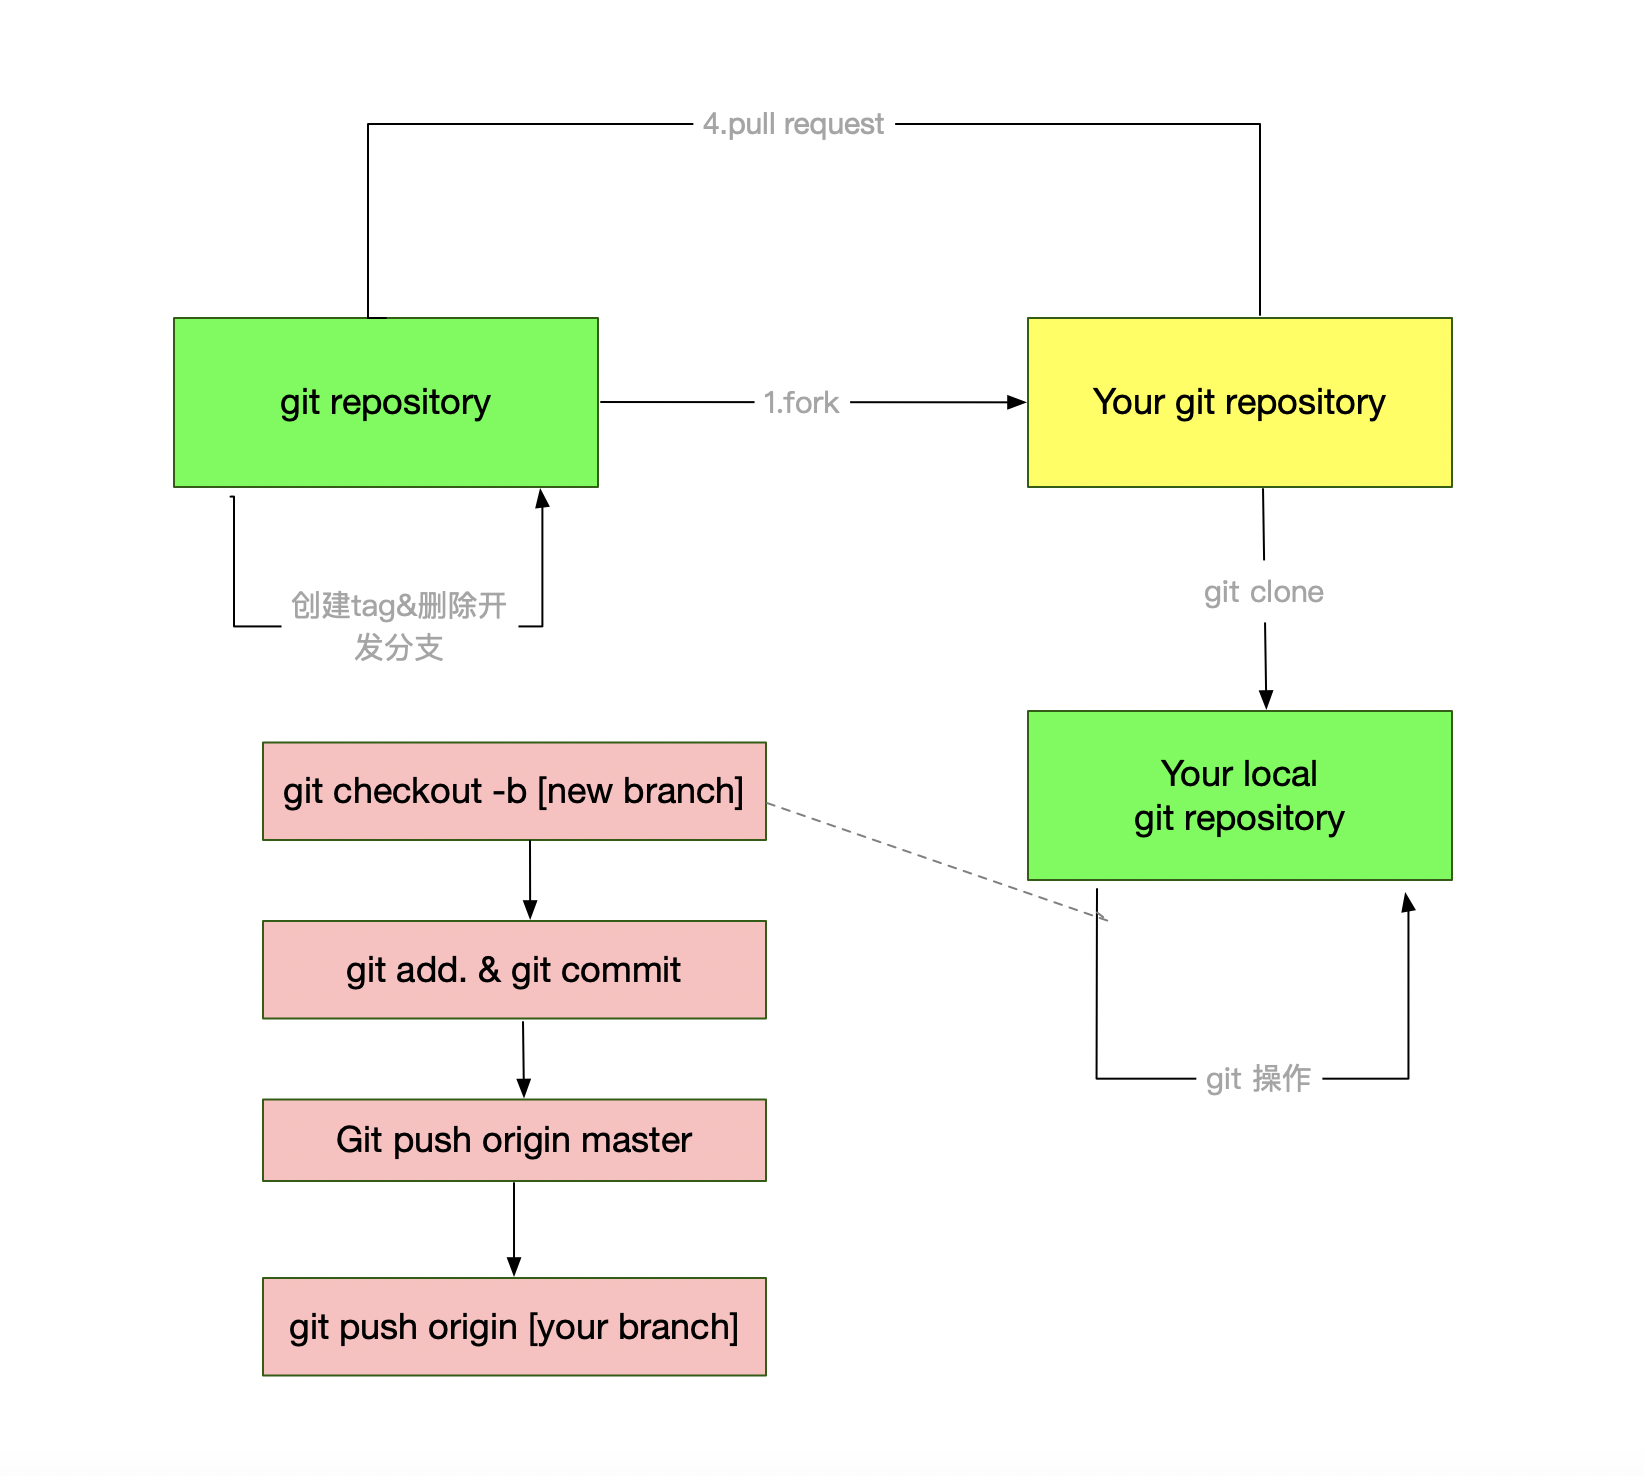 4.pull request
git repository
1.fork
Your git repository
创建tag&删除开
发分支
git clone
Your local
git repository
git checkout -b [new branch]
git add. & git commit
git 操作
Git push origin master
git push origin [your branch]